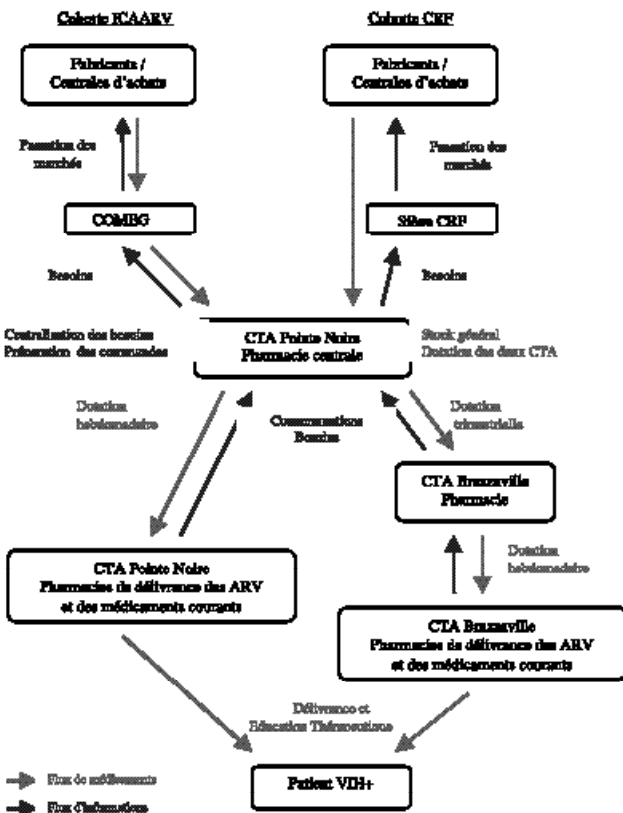 Cohorte ICAARV
Cohorte CRF
Fabricants /
Centrales d'achats
Fabricants /
Centrales d'achats
Passation des
marchés
Passation des
marchés
COMEG
Siège CRF
Besoins
Besoins
Centralisation des besoins
Préparation des commandes
CTA Pointe Noire
Pharmacie centrale
Stock général
Dotation des deux CTA
Dotation
hebdomadaire
Consommations
Besoins
Dotation
trimestrielle
CTA Brazzaville
Pharmacie
CTA Pointe Noire
Pharmacies de délivrance des ARV
et des médicaments courants
Dotation
hebdomadaire
CTA Brazzaville
Pharmacies de délivrance des ARV
et des médicaments courants
Délivrance et
Education Thérapeutique
Patient VIH+
Flux de médicaments
Flux d'informations